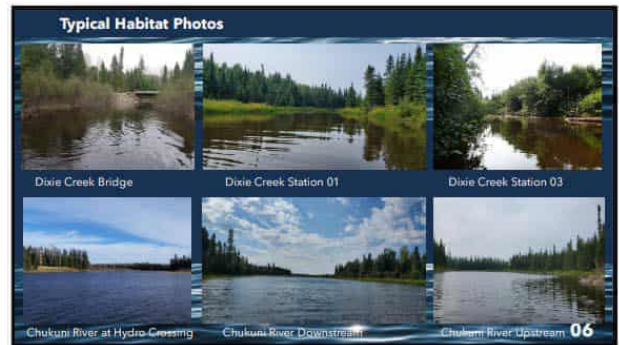 Typical Habitat Photos
Dixie Creek Bridge
Dixie Creek Station 01
Dixie Creek Station 03
Chukuni River at Hydro Crossing
Chukuni River Downstream
Chukuni River Upstream
06